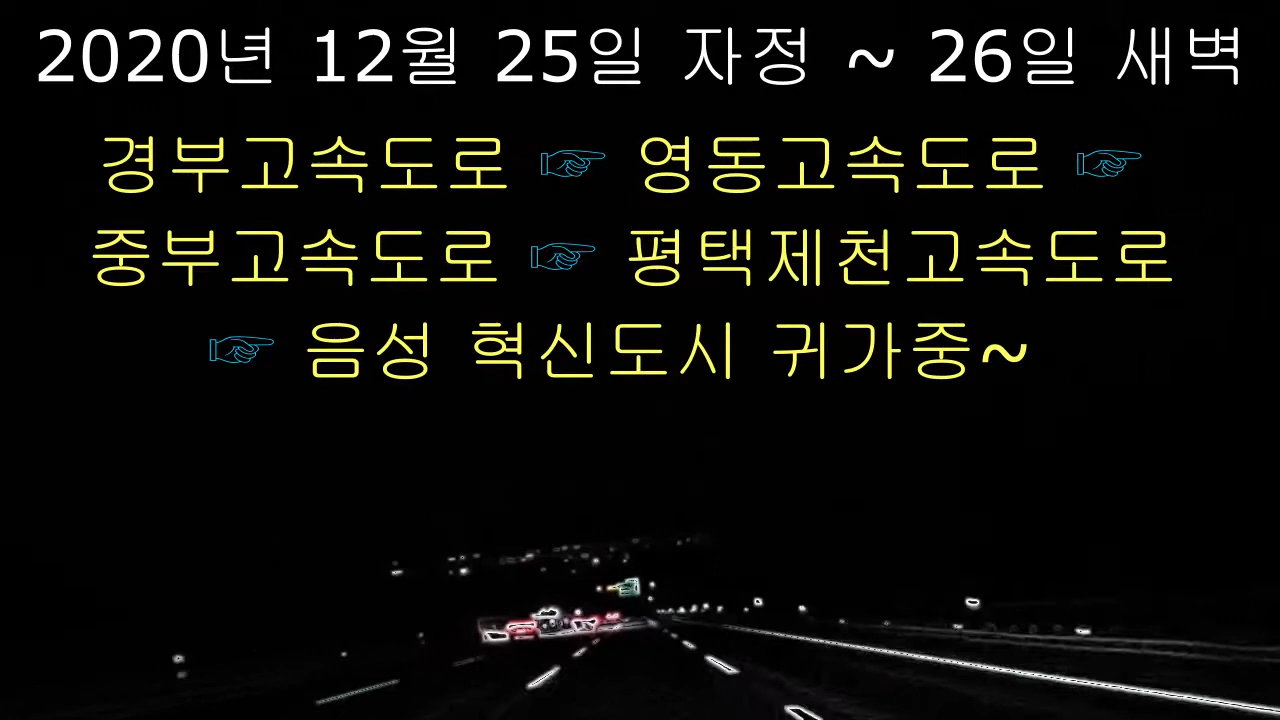 2020년 12월 25일 자정 ~ 26일 새벽
경부고속도로 ☞ 영동고속도로 ☞
중부고속도로 ☞ 평택제천고속도로
☞ 음성 혁신도시 귀가중~